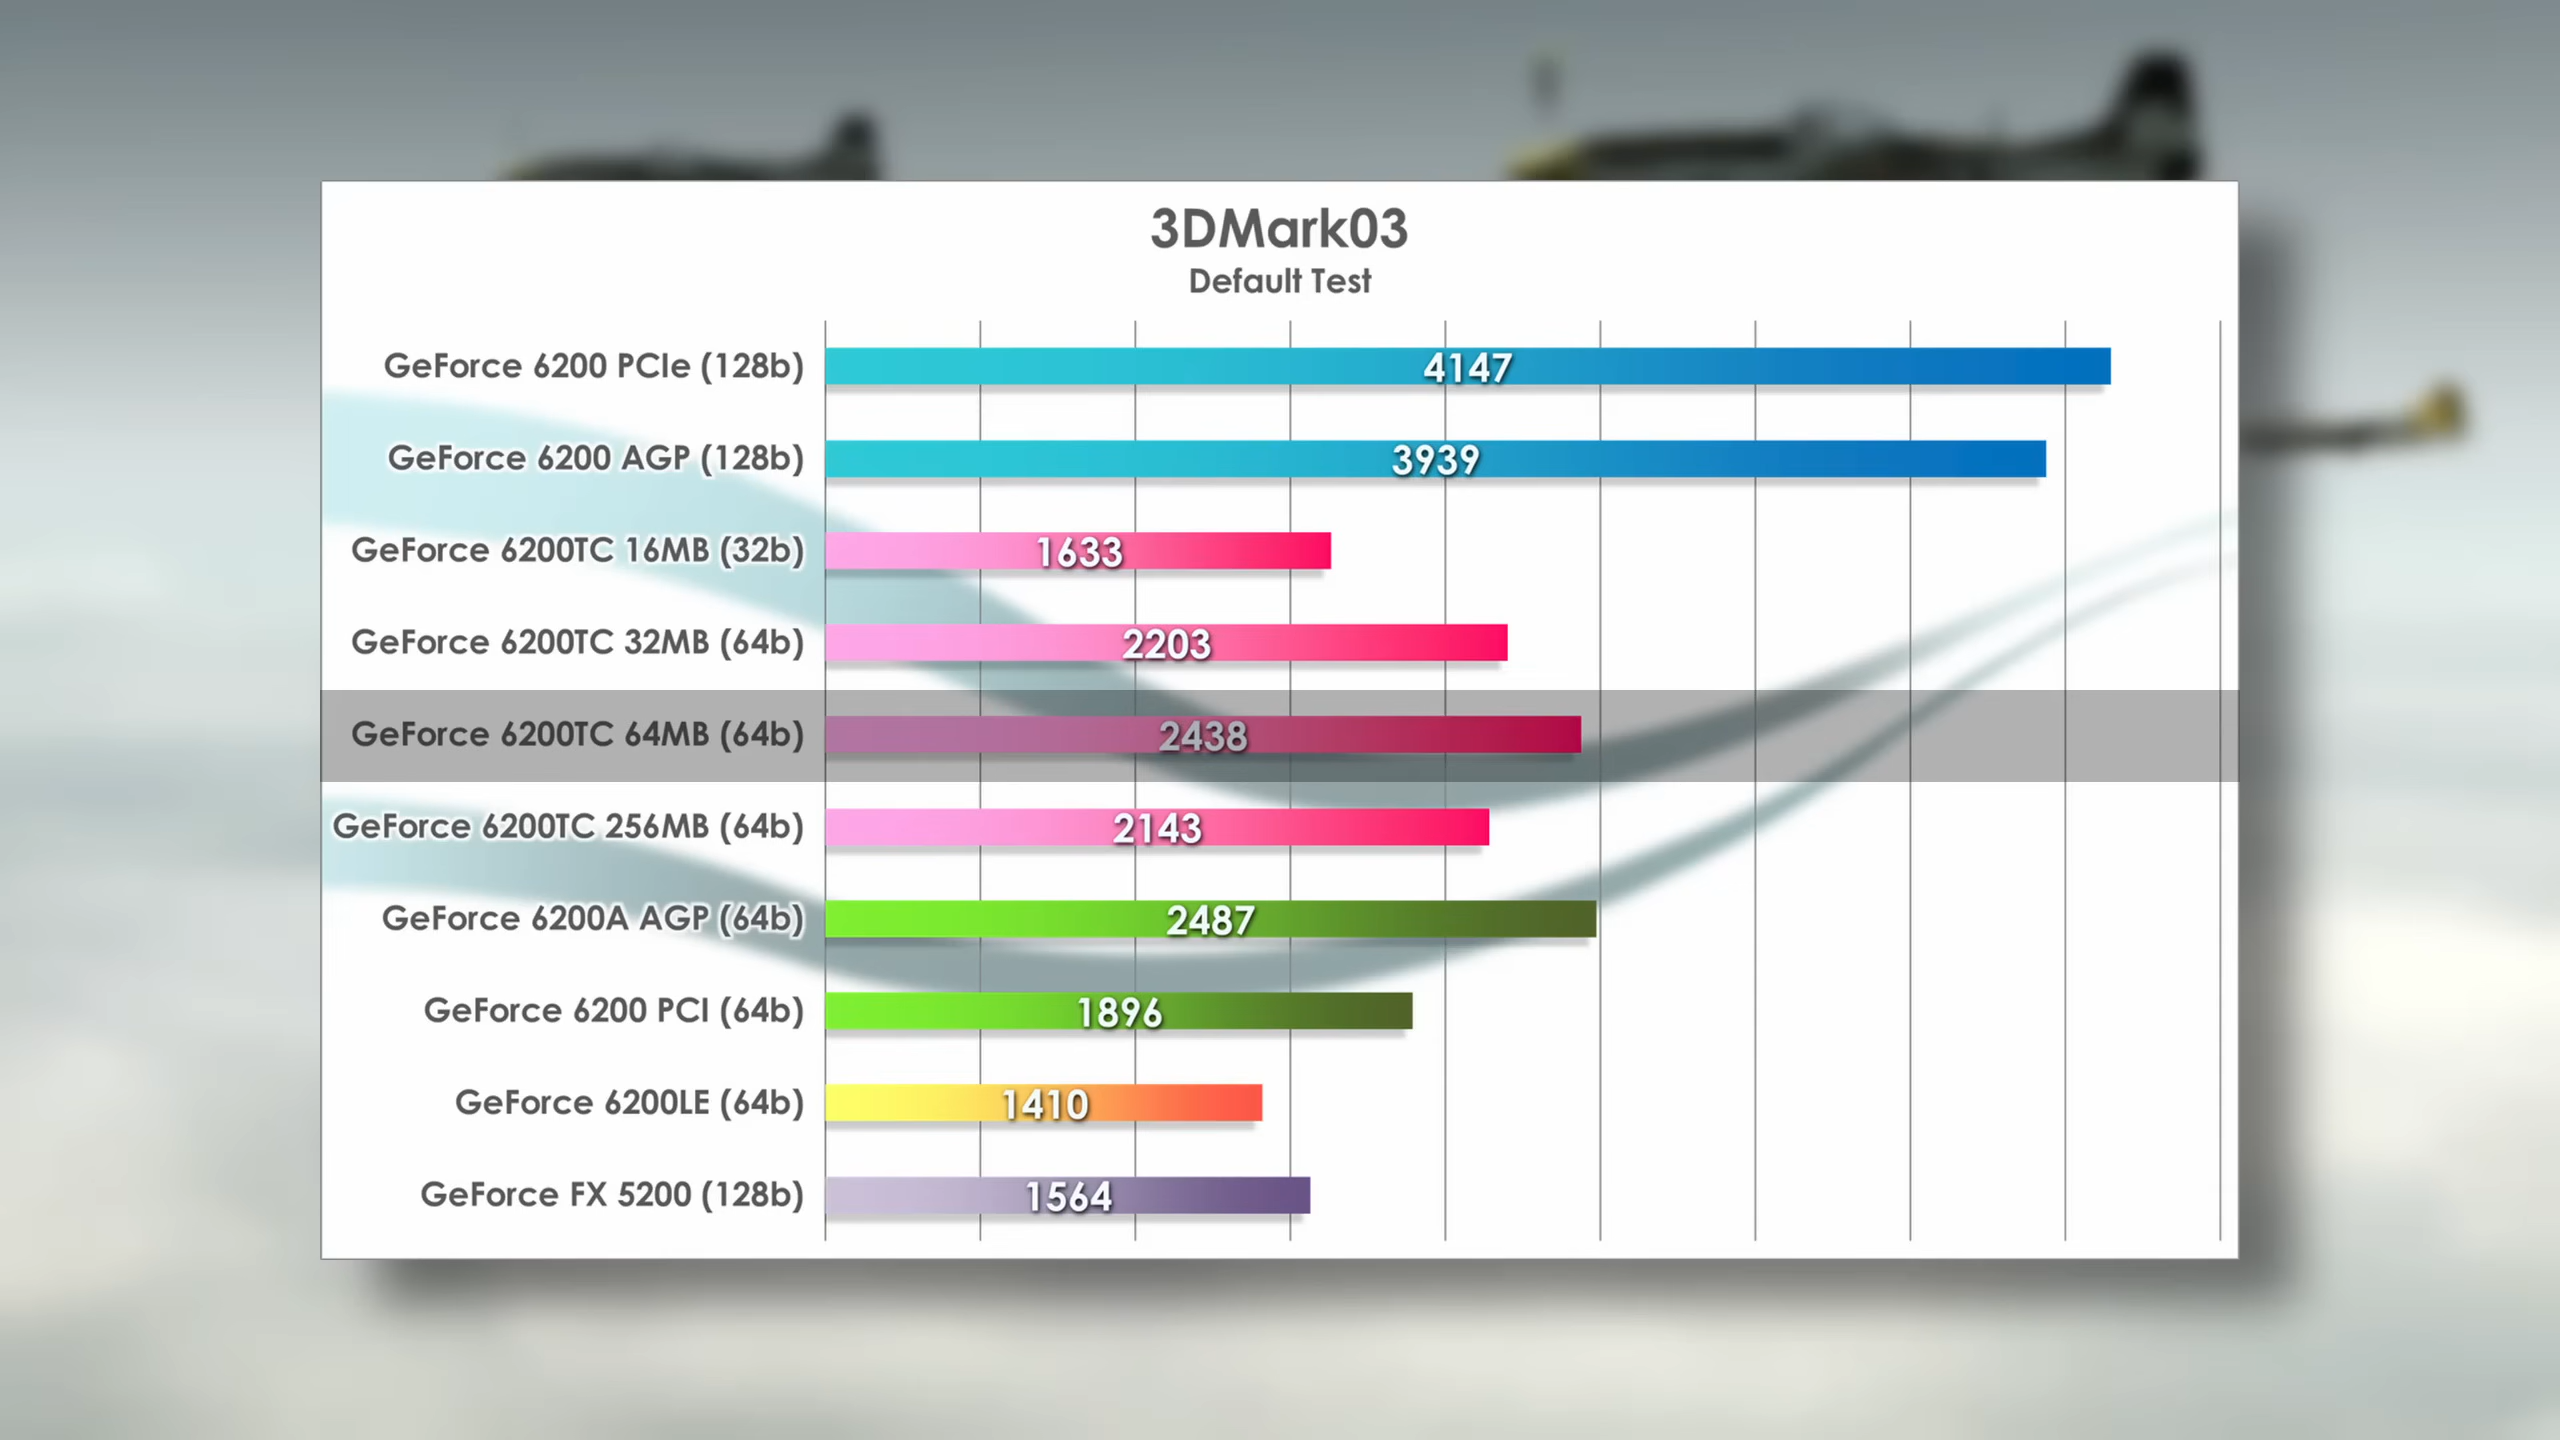 3DMark03
Default Test
GeForce 6200 PCIe (128b) 4147
GeForce 6200 AGP (128b) 3939
GeForce 6200TC 16MB (32b) 1633
GeForce 6200TC 32MB (64b) 2203
GeForce 6200TC 64MB (64b) 2438
GeForce 6200TC 256MB (64b) 2143
GeForce 6200A AGP (64b) 2487
GeForce 6200 PCI (64b) 1896
GeForce 6200LE (64b) 1410
GeForce FX 5200 (128b) 1564